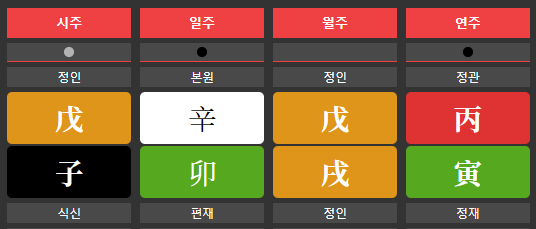 시주 일주 월주 연주
정인 본원 정인 정관
戊 辛 戊 丙
子 卯 戌 寅
식신 편재 정인 정재